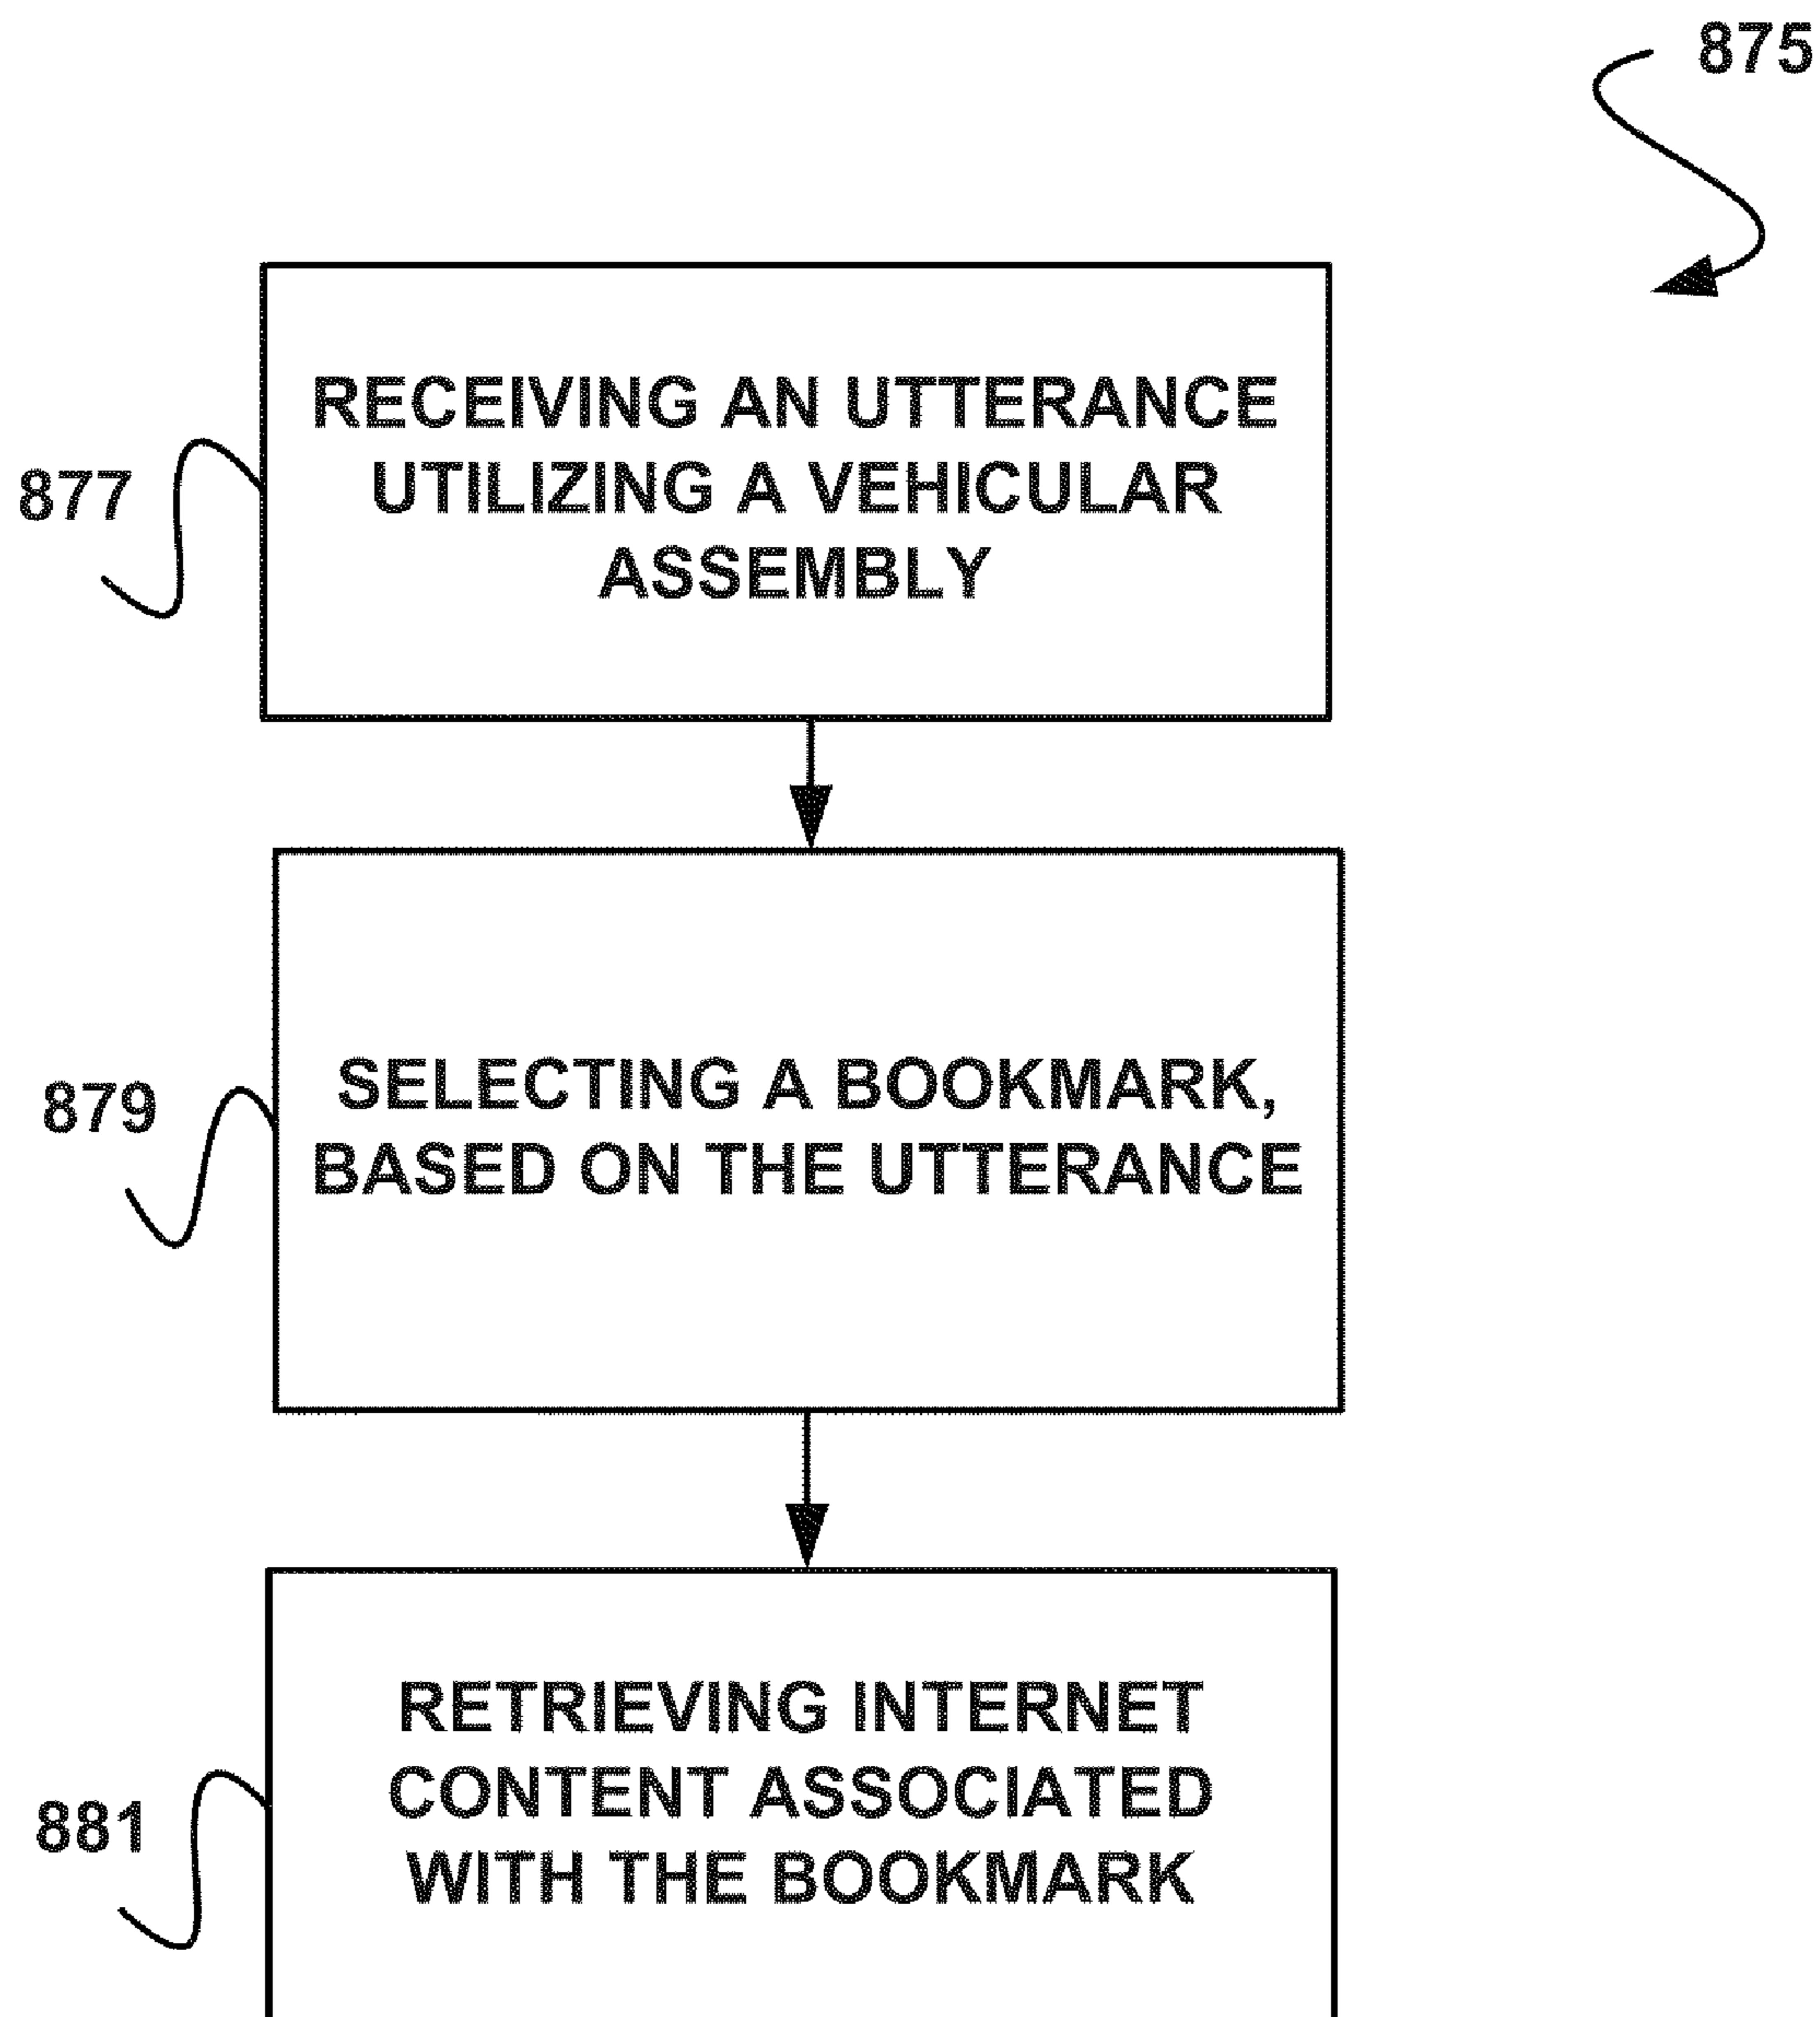 875
RECEIVING AN UTTERANCE
UTILIZING A VEHICULAR
ASSEMBLY
877
SELECTING A BOOKMARK,
BASED ON THE UTTERANCE
879
RETRIEVING INTERNET
CONTENT ASSOCIATED
WITH THE BOOKMARK
881